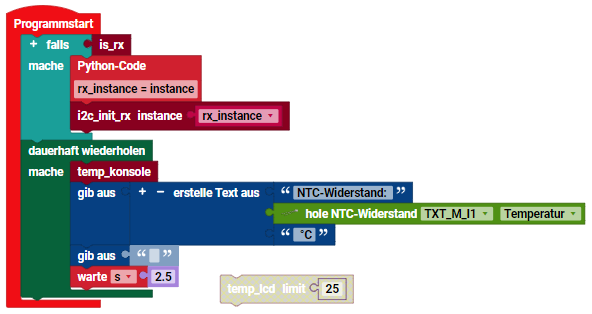 Programmstart
+ falls is_rx
mache Python-Code
rx_instance = instance
i2c_init_rx instance rx_instance
dauerhaft wiederholen
mache temp_konsole
gib aus + − erstelle Text aus “ NTC-Widerstand: ”
hole NTC-Widerstand TXT_M_I1 Temperatur
“ °C ”
gib aus “ ”
warte s 2.5
temp_lcd limit 25